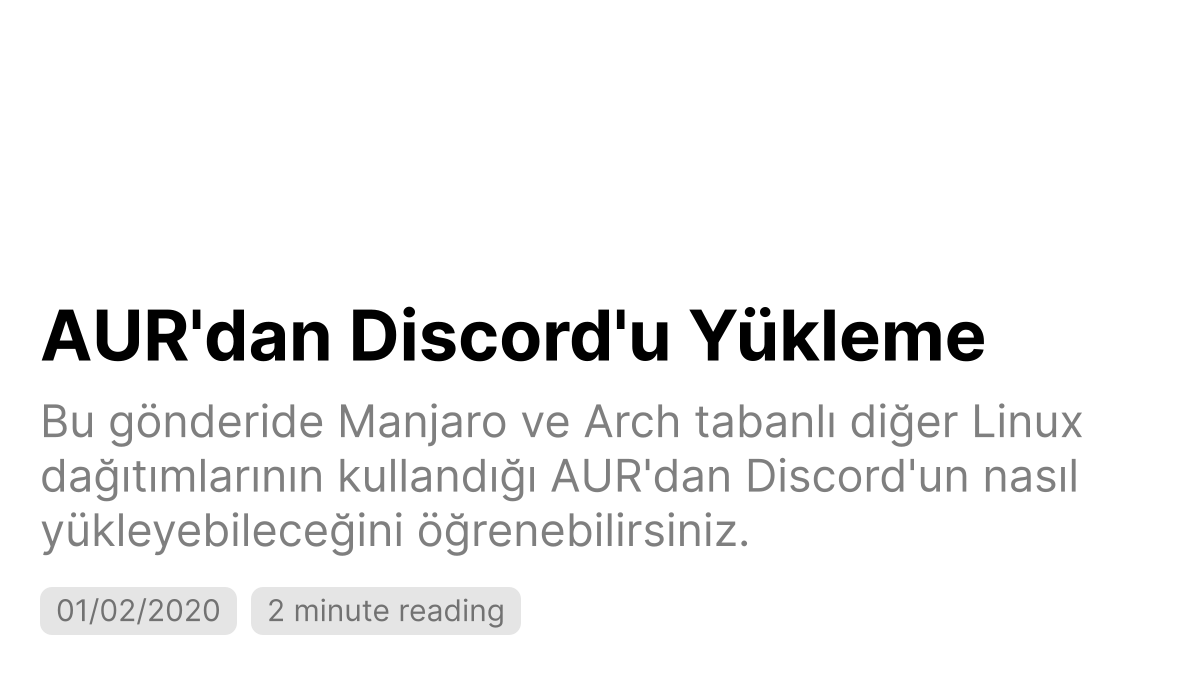 AUR'dan Discord'u Yükleme
Bu gönderide Manjaro ve Arch tabanlı diğer Linux
dağıtımlarının kullandığı AUR'dan Discord'un nasıl
yükleyebileceğini öğrenebilirsiniz.
01/02/2020 2 minute reading